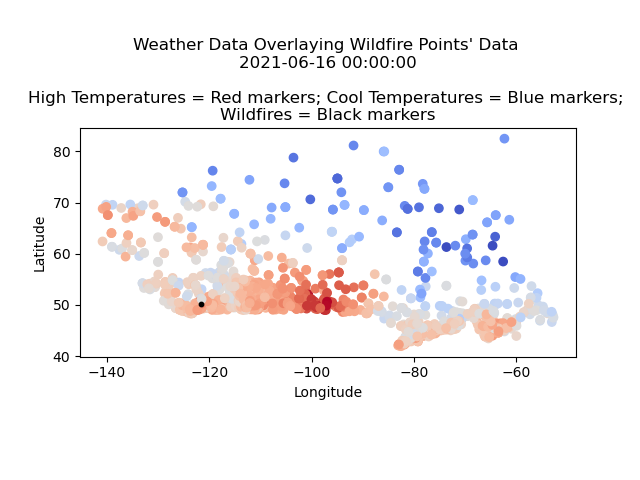 Weather Data Overlaying Wildfire Points' Data
2021-06-16 00:00:00
High Temperatures = Red markers; Cool Temperatures = Blue markers;
Wildfires = Black markers
80
70
60
50
40
Latitude
−140 −120 −100 −80 −60
Longitude